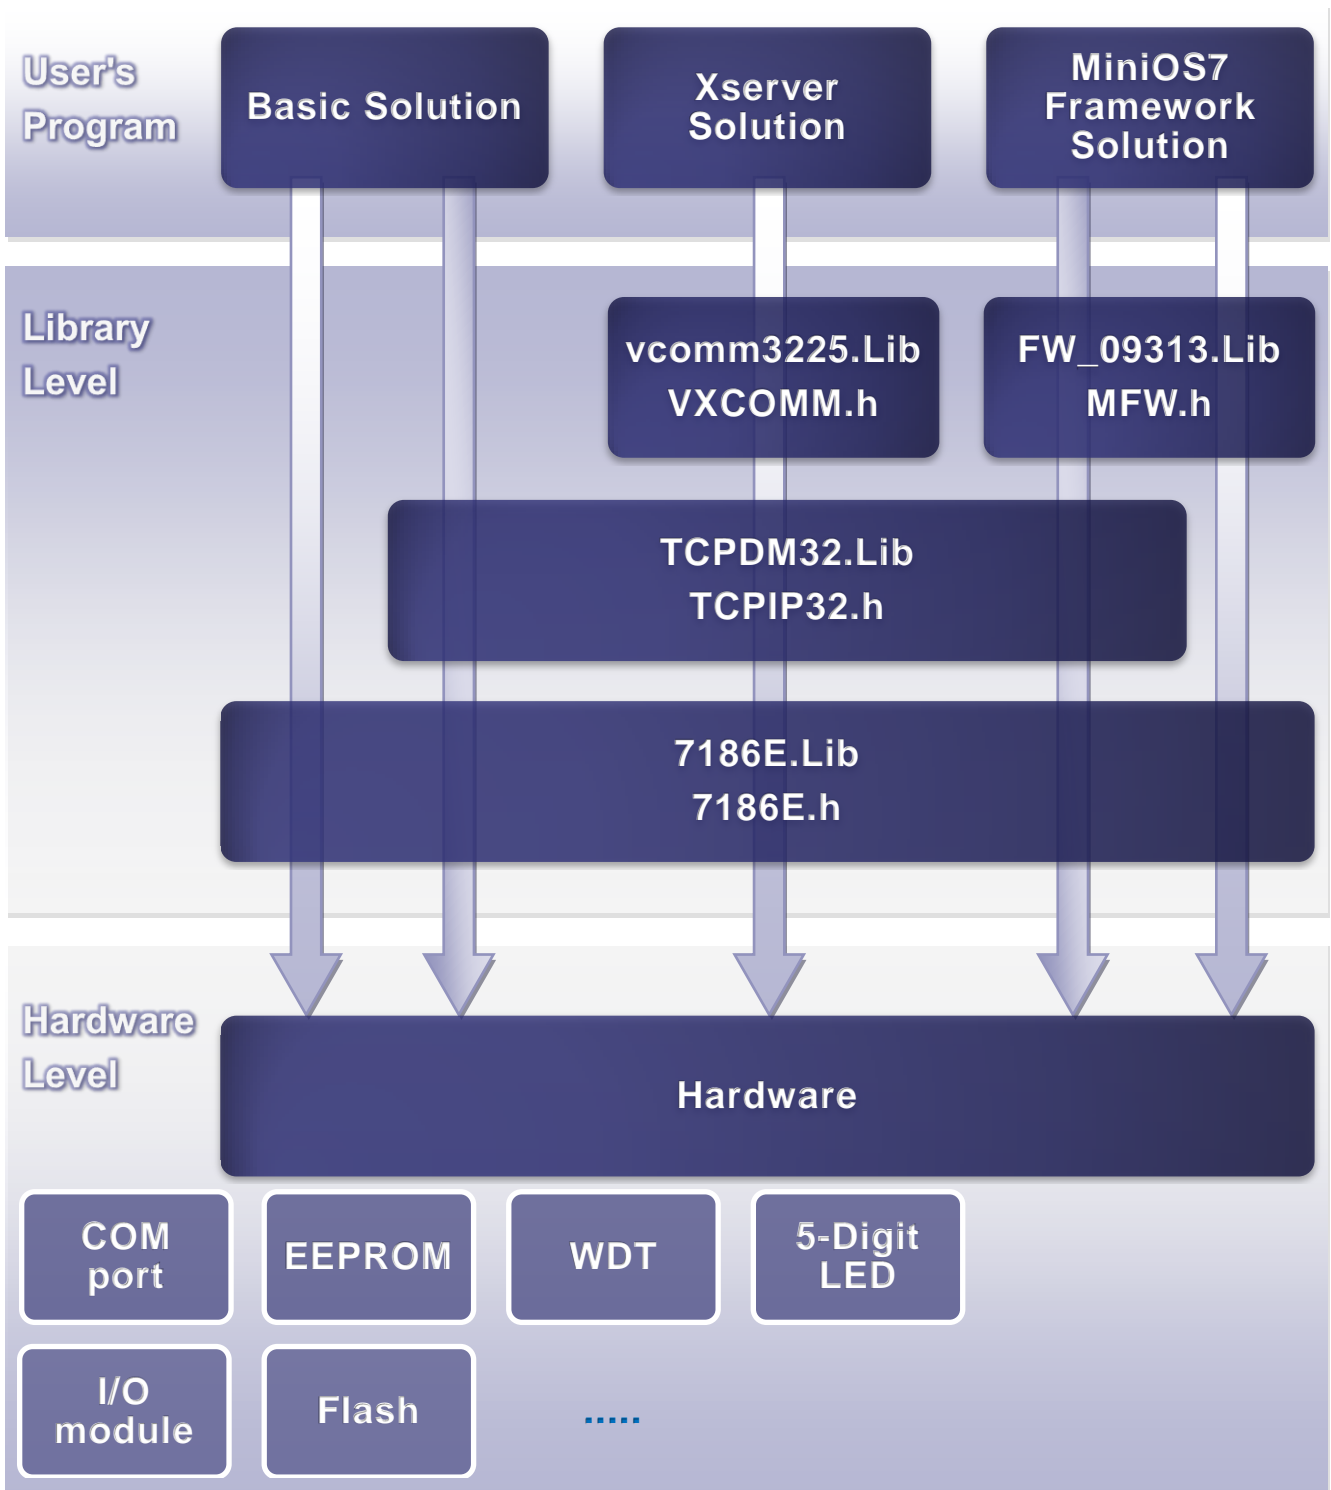 User's
Program
Basic Solution
Xserver
Solution
MiniOS7
Framework
Solution
Library
Level
vcomm3225.Lib
VXCOMM.h
FW_09313.Lib
MFW.h
TCPDM32.Lib
TCPIP32.h
7186E.Lib
7186E.h
Hardware
Level
Hardware
COM
port
EEPROM
WDT
5-Digit
LED
I/O
module
Flash
.....